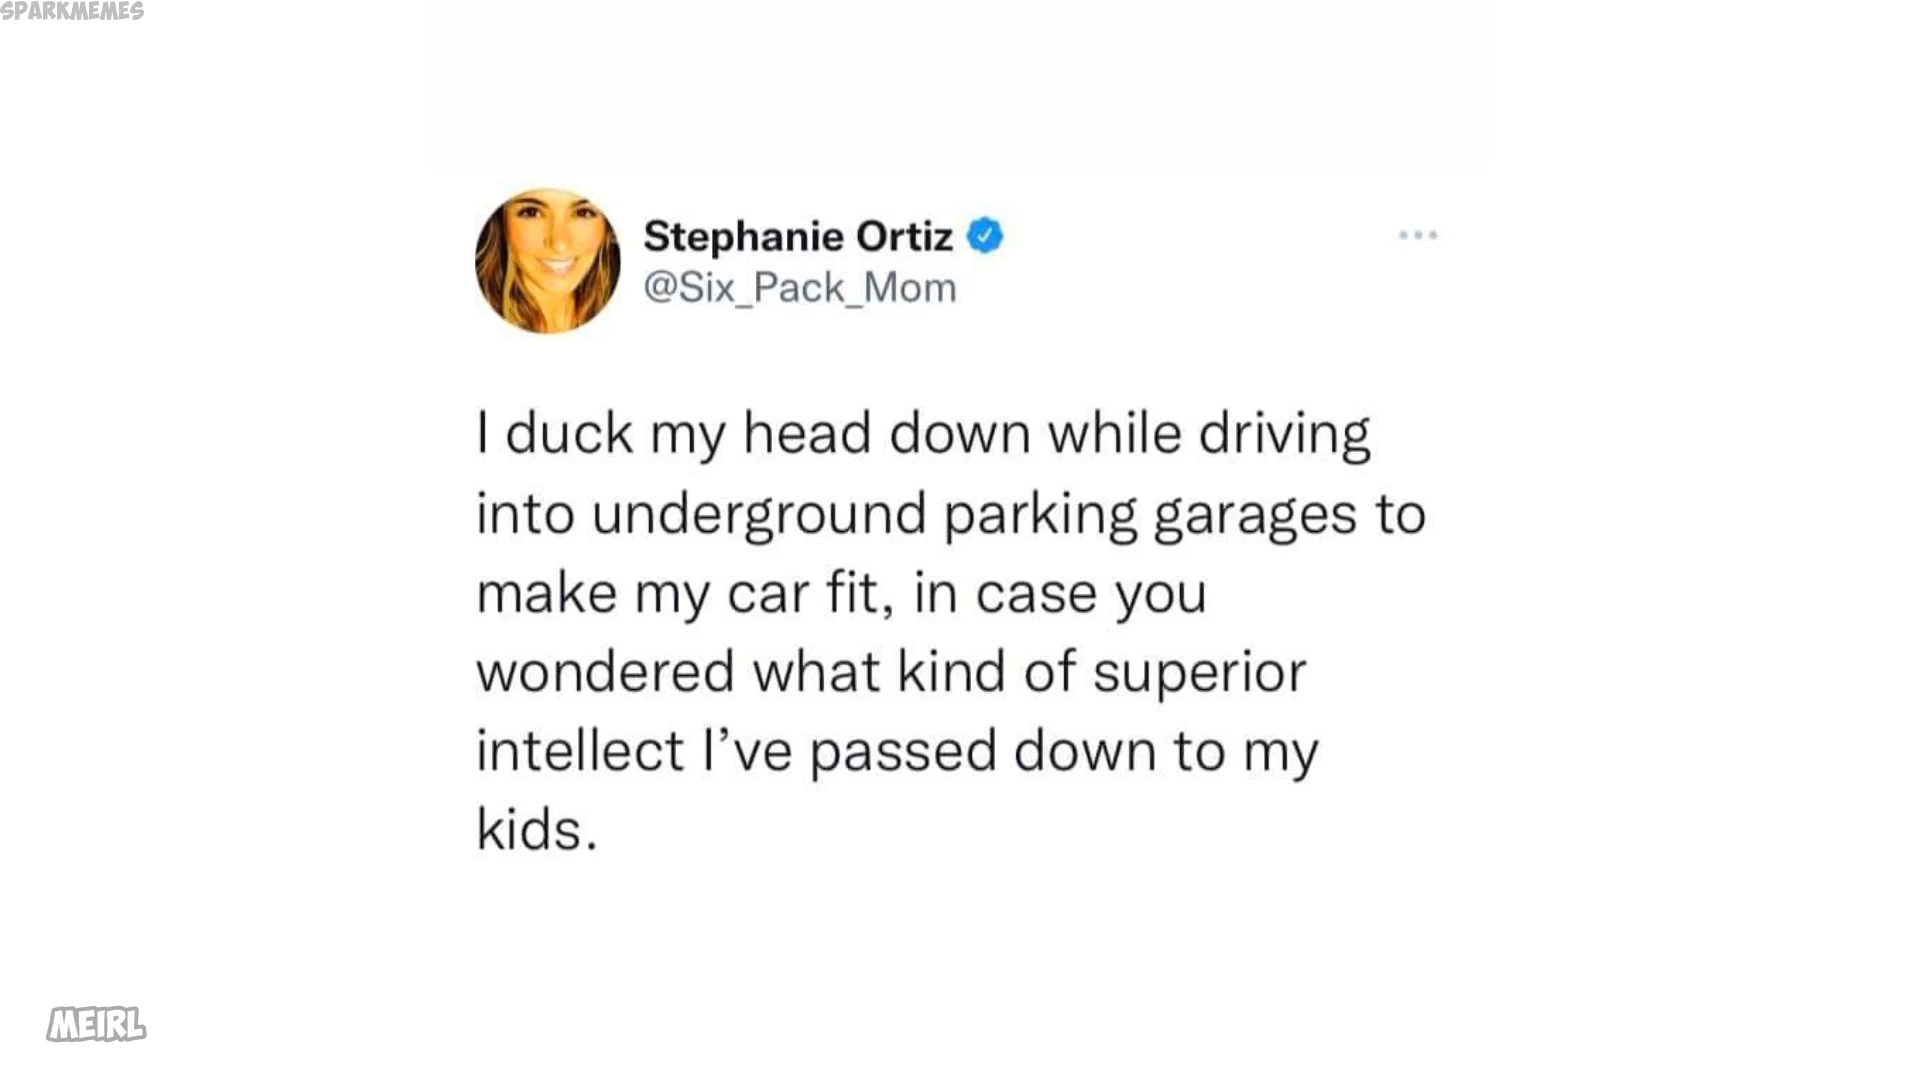 SPARKMEMES
Stephanie Ortiz
@Six_Pack_Mom
I duck my head down while driving
into underground parking garages to
make my car fit, in case you
wondered what kind of superior
intellect I’ve passed down to my
kids.
MEIRL